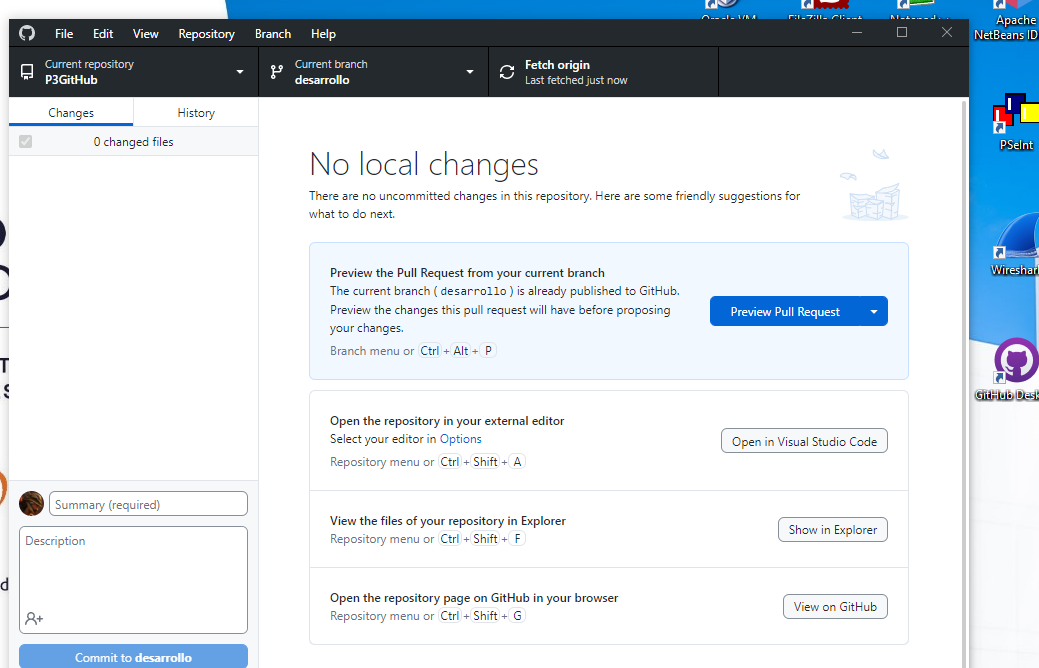 File Edit View Repository Branch Help
Current repository
P3GitHub
Current branch
desarrollo
Fetch origin
Last fetched just now
Changes
History
0 changed files
No local changes
There are no uncommitted changes in this repository. Here are some friendly suggestions for
what to do next.
Preview the Pull Request from your current branch
The current branch ( desarrollo ) is already published to GitHub.
Preview the changes this pull request will have before proposing
your changes.
Branch menu or Ctrl + Alt + P
Preview Pull Request
Open the repository in your external editor
Select your editor in Options
Repository menu or Ctrl + Shift + A
Open in Visual Studio Code
View the files of your repository in Explorer
Repository menu or Ctrl + Shift + F
Show in Explorer
Open the repository page on GitHub in your browser
Repository menu or Ctrl + Shift + G
View on GitHub
Summary (required)
Description
Commit to desarrollo
Apache
NetBeans ID
PSeInt
Wireshar
GitHub Desk